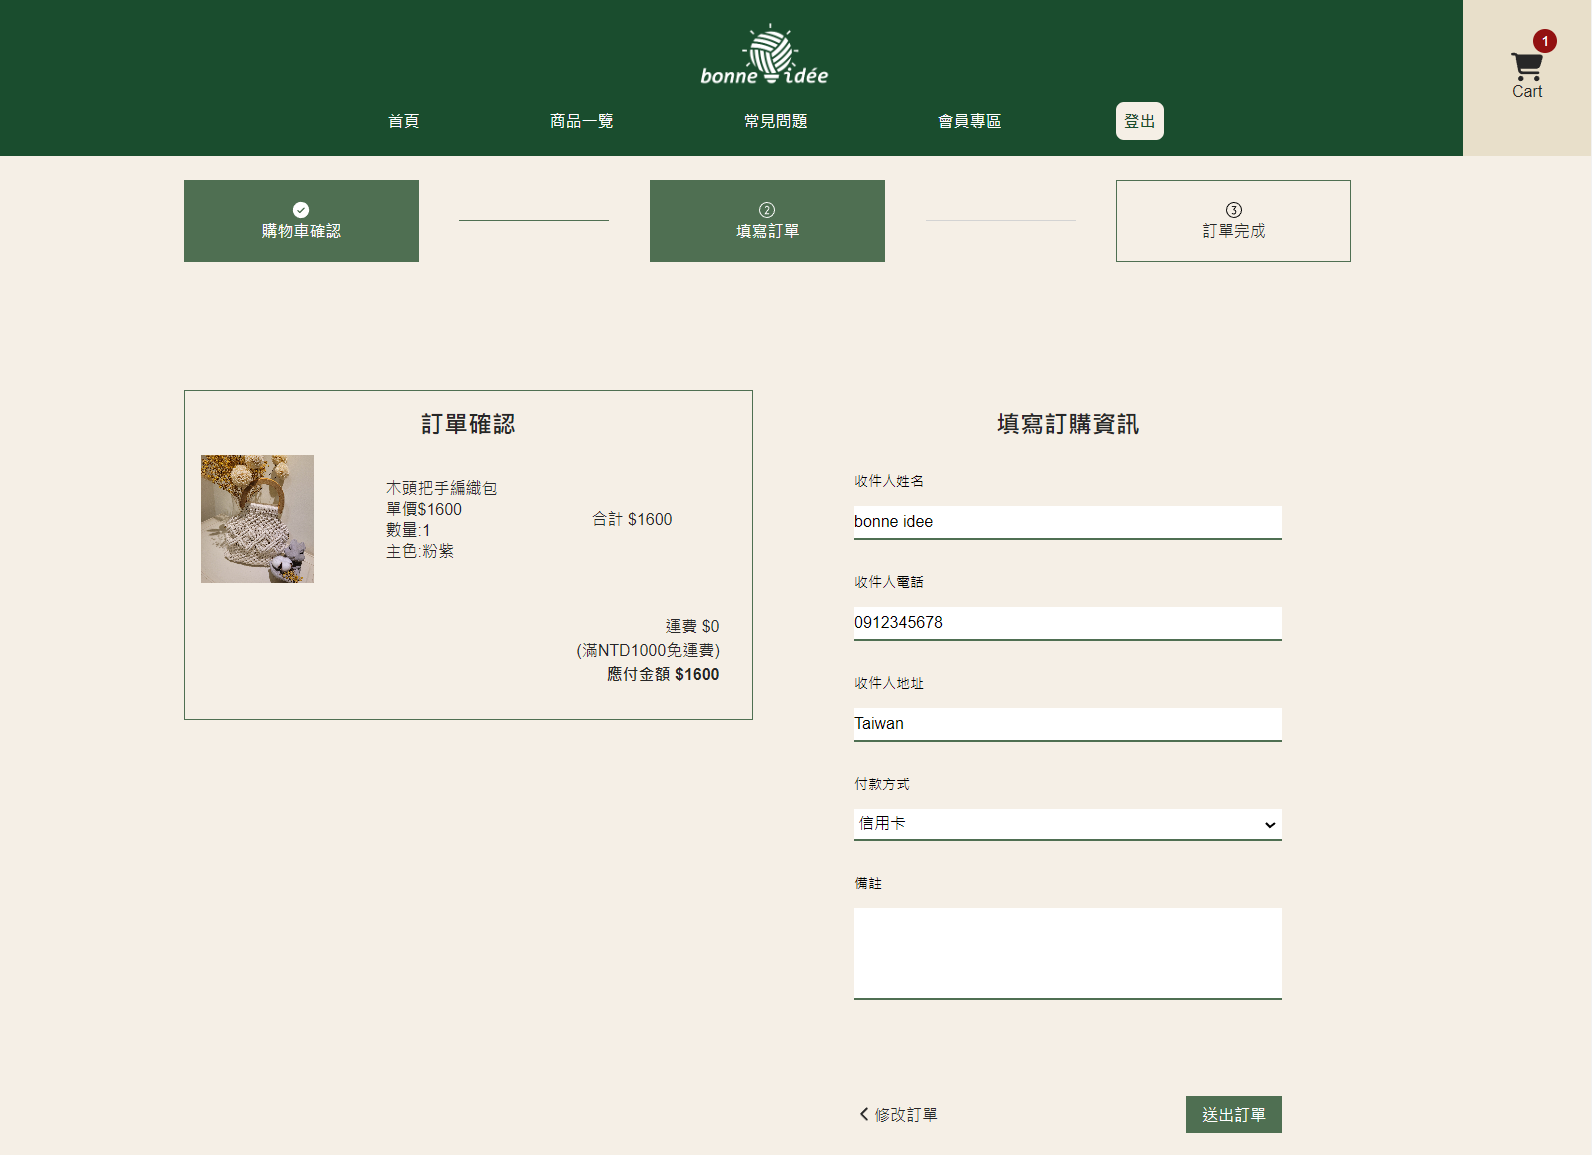 bonne idée
1
Cart
首頁
商品一覽
常見問題
會員專區
登出
購物車確認
2
填寫訂單
3
訂單完成
訂單確認
木頭把手編織包
單價$1600
數量:1
主色:粉紫
合計 $1600
運費 $0
(滿NTD1000免運費)
應付金額 $1600
填寫訂購資訊
收件人姓名
bonne idee
收件人電話
0912345678
收件人地址
Taiwan
付款方式
信用卡
備註
修改訂單
送出訂單